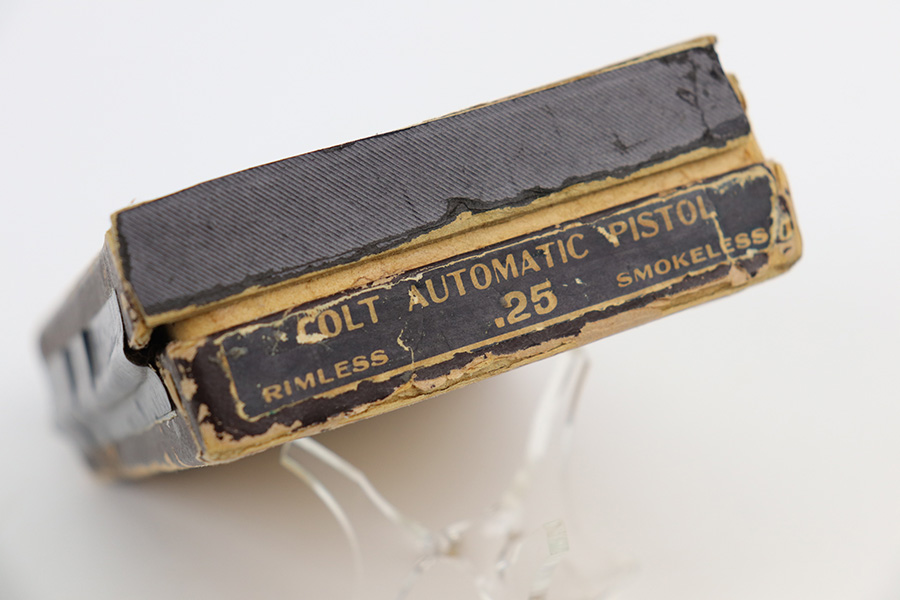 COLT AUTOMATIC PISTOL
.25
RIMLESS SMOKELESS